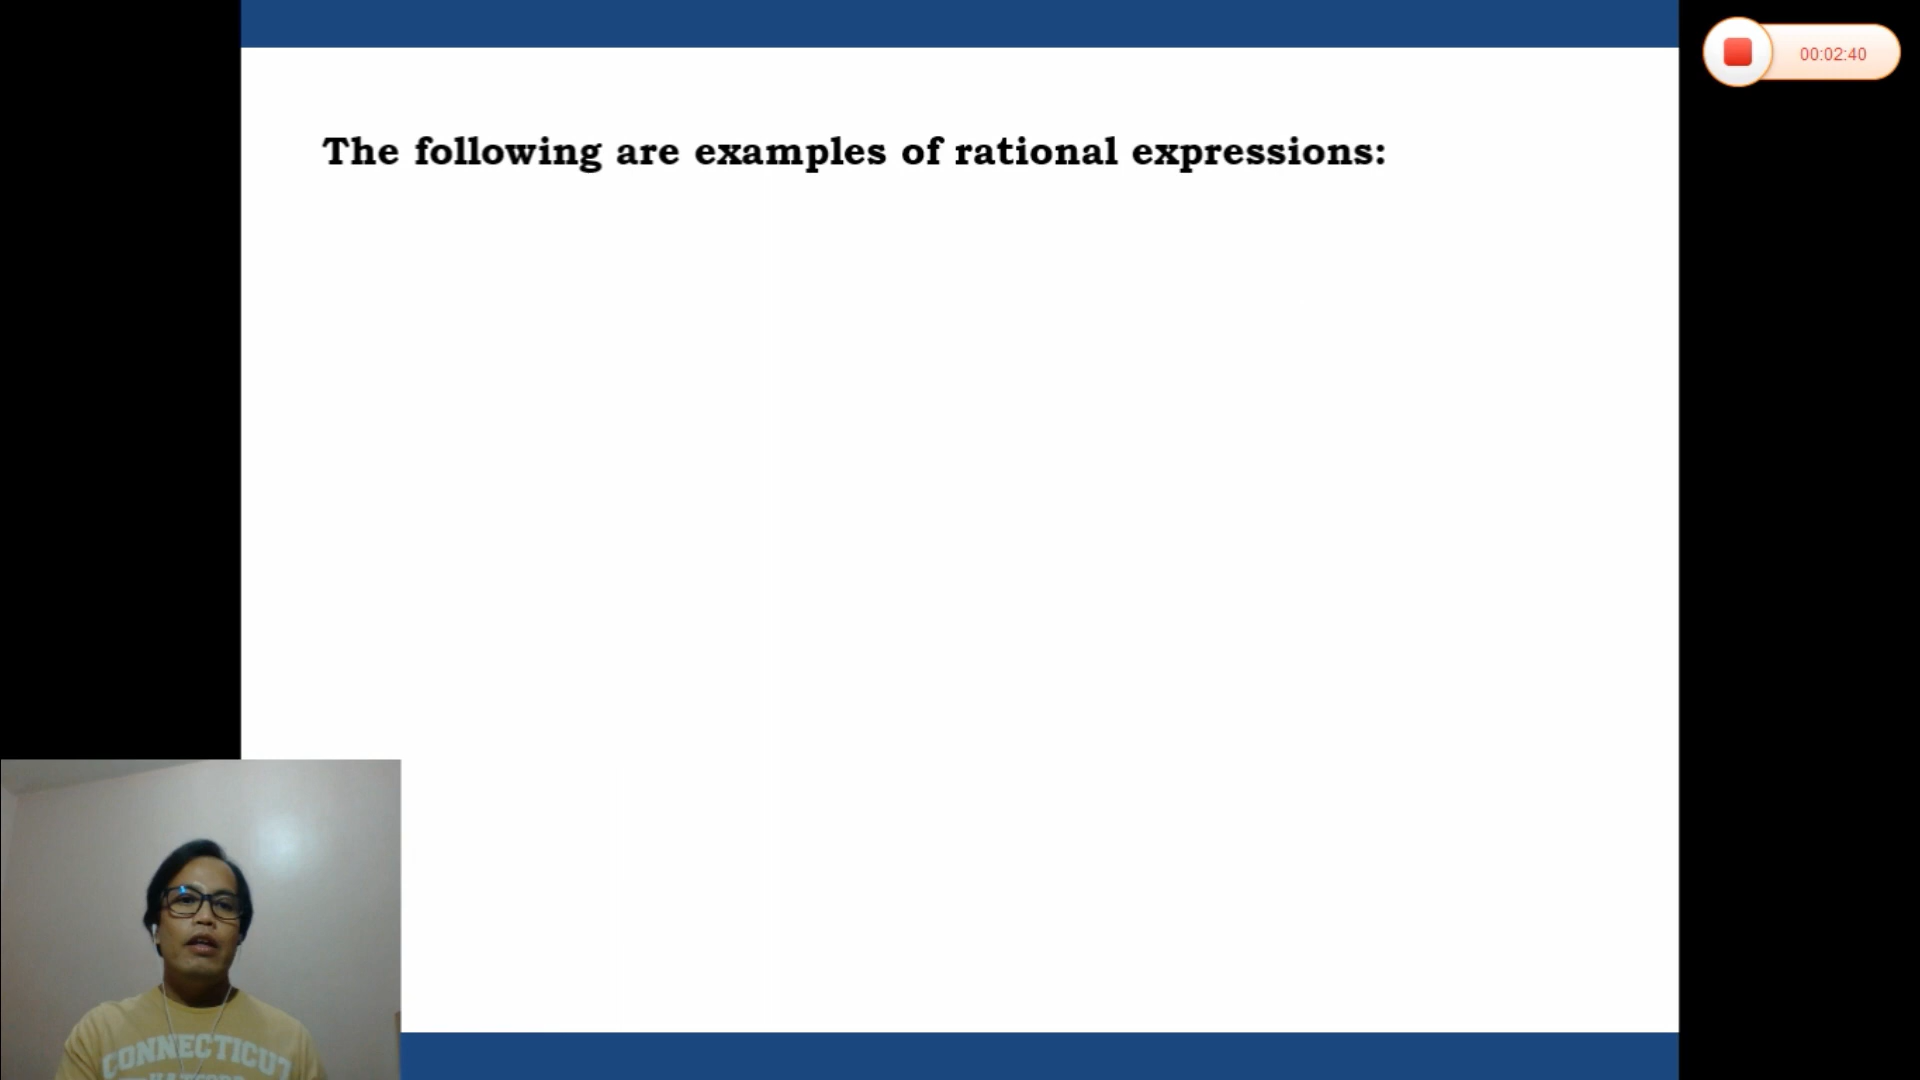 00:02:40
The following are examples of rational expressions:
CONNECTICUT